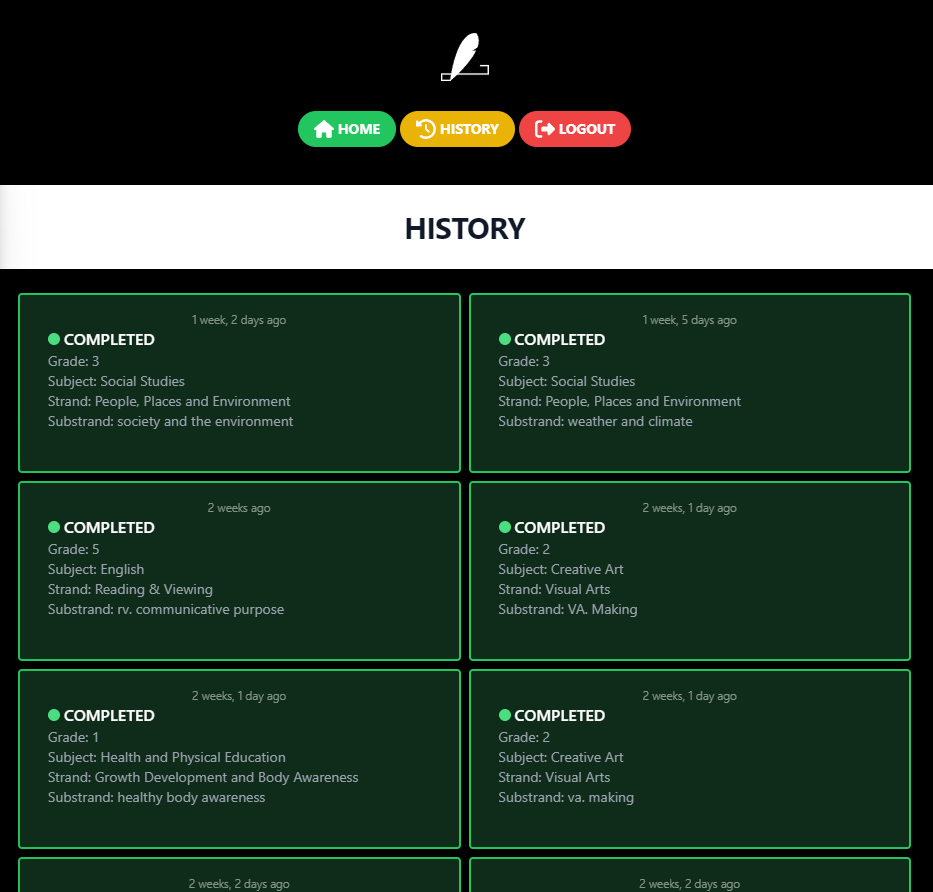 HOME HISTORY LOGOUT
HISTORY
1 week, 2 days ago
COMPLETED
Grade: 3
Subject: Social Studies
Strand: People, Places and Environment
Substrand: society and the environment
1 week, 5 days ago
COMPLETED
Grade: 3
Subject: Social Studies
Strand: People, Places and Environment
Substrand: weather and climate
2 weeks ago
COMPLETED
Grade: 5
Subject: English
Strand: Reading & Viewing
Substrand: rv. communicative purpose
2 weeks, 1 day ago
COMPLETED
Grade: 2
Subject: Creative Art
Strand: Visual Arts
Substrand: VA. Making
2 weeks, 1 day ago
COMPLETED
Grade: 1
Subject: Health and Physical Education
Strand: Growth Development and Body Awareness
Substrand: healthy body awareness
2 weeks, 1 day ago
COMPLETED
Grade: 2
Subject: Creative Art
Strand: Visual Arts
Substrand: va. making
2 weeks, 2 days ago
2 weeks, 2 days ago